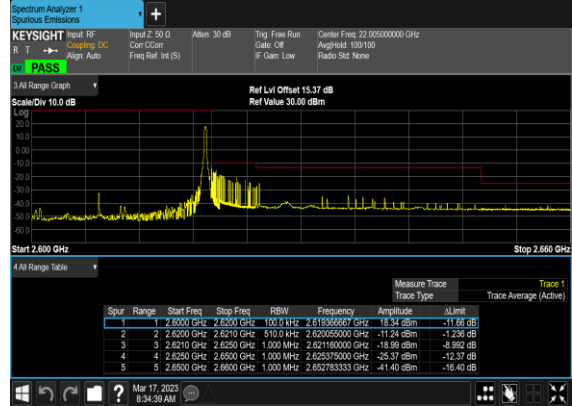 Spectrum Analyzer 1
Spurious Emissions
+
KEYSIGHT Input: RF Input Z: 50 Ω Atten: 30 dB Trig: Free Run Center Freq: 22.005000000 GHz
R T Coupling: DC Corr CCorr Gate: Off Avg|Hold: 100/100
Align: Auto Freq Ref: Int (S) IF Gain: Low Radio Std: None
LW PASS
3 All Range Graph
Ref Lvl Offset 15.37 dB
Scale/Div 10.0 dB Ref Value 30.00 dBm
Log
20.0
10.0
0.00
-10.0
-20.0
-30.0
-40.0
-50.0
-60.0
Start 2.600 GHz Stop 2.660 GHz
4 All Range Table
Measure Trace Trace 1
Trace Type Trace Average (Active)
Spur Range Start Freq Stop Freq RBW Frequency Amplitude ΔLimit
1 1 2.6000 GHz 2.6200 GHz 100.0 kHz 2.619366667 GHz 18.34 dBm -11.66 dB
2 2 2.6200 GHz 2.6210 GHz 510.0 kHz 2.620055000 GHz -11.24 dBm -1.236 dB
3 3 2.6210 GHz 2.6250 GHz 1.000 MHz 2.621160000 GHz -18.99 dBm -8.992 dB
4 4 2.6250 GHz 2.6500 GHz 1.000 MHz 2.625375000 GHz -25.37 dBm -12.37 dB
5 5 2.6500 GHz 2.6600 GHz 1.000 MHz 2.652783333 GHz -41.40 dBm -16.40 dB
? Mar 17, 2023
8:34:39 AM